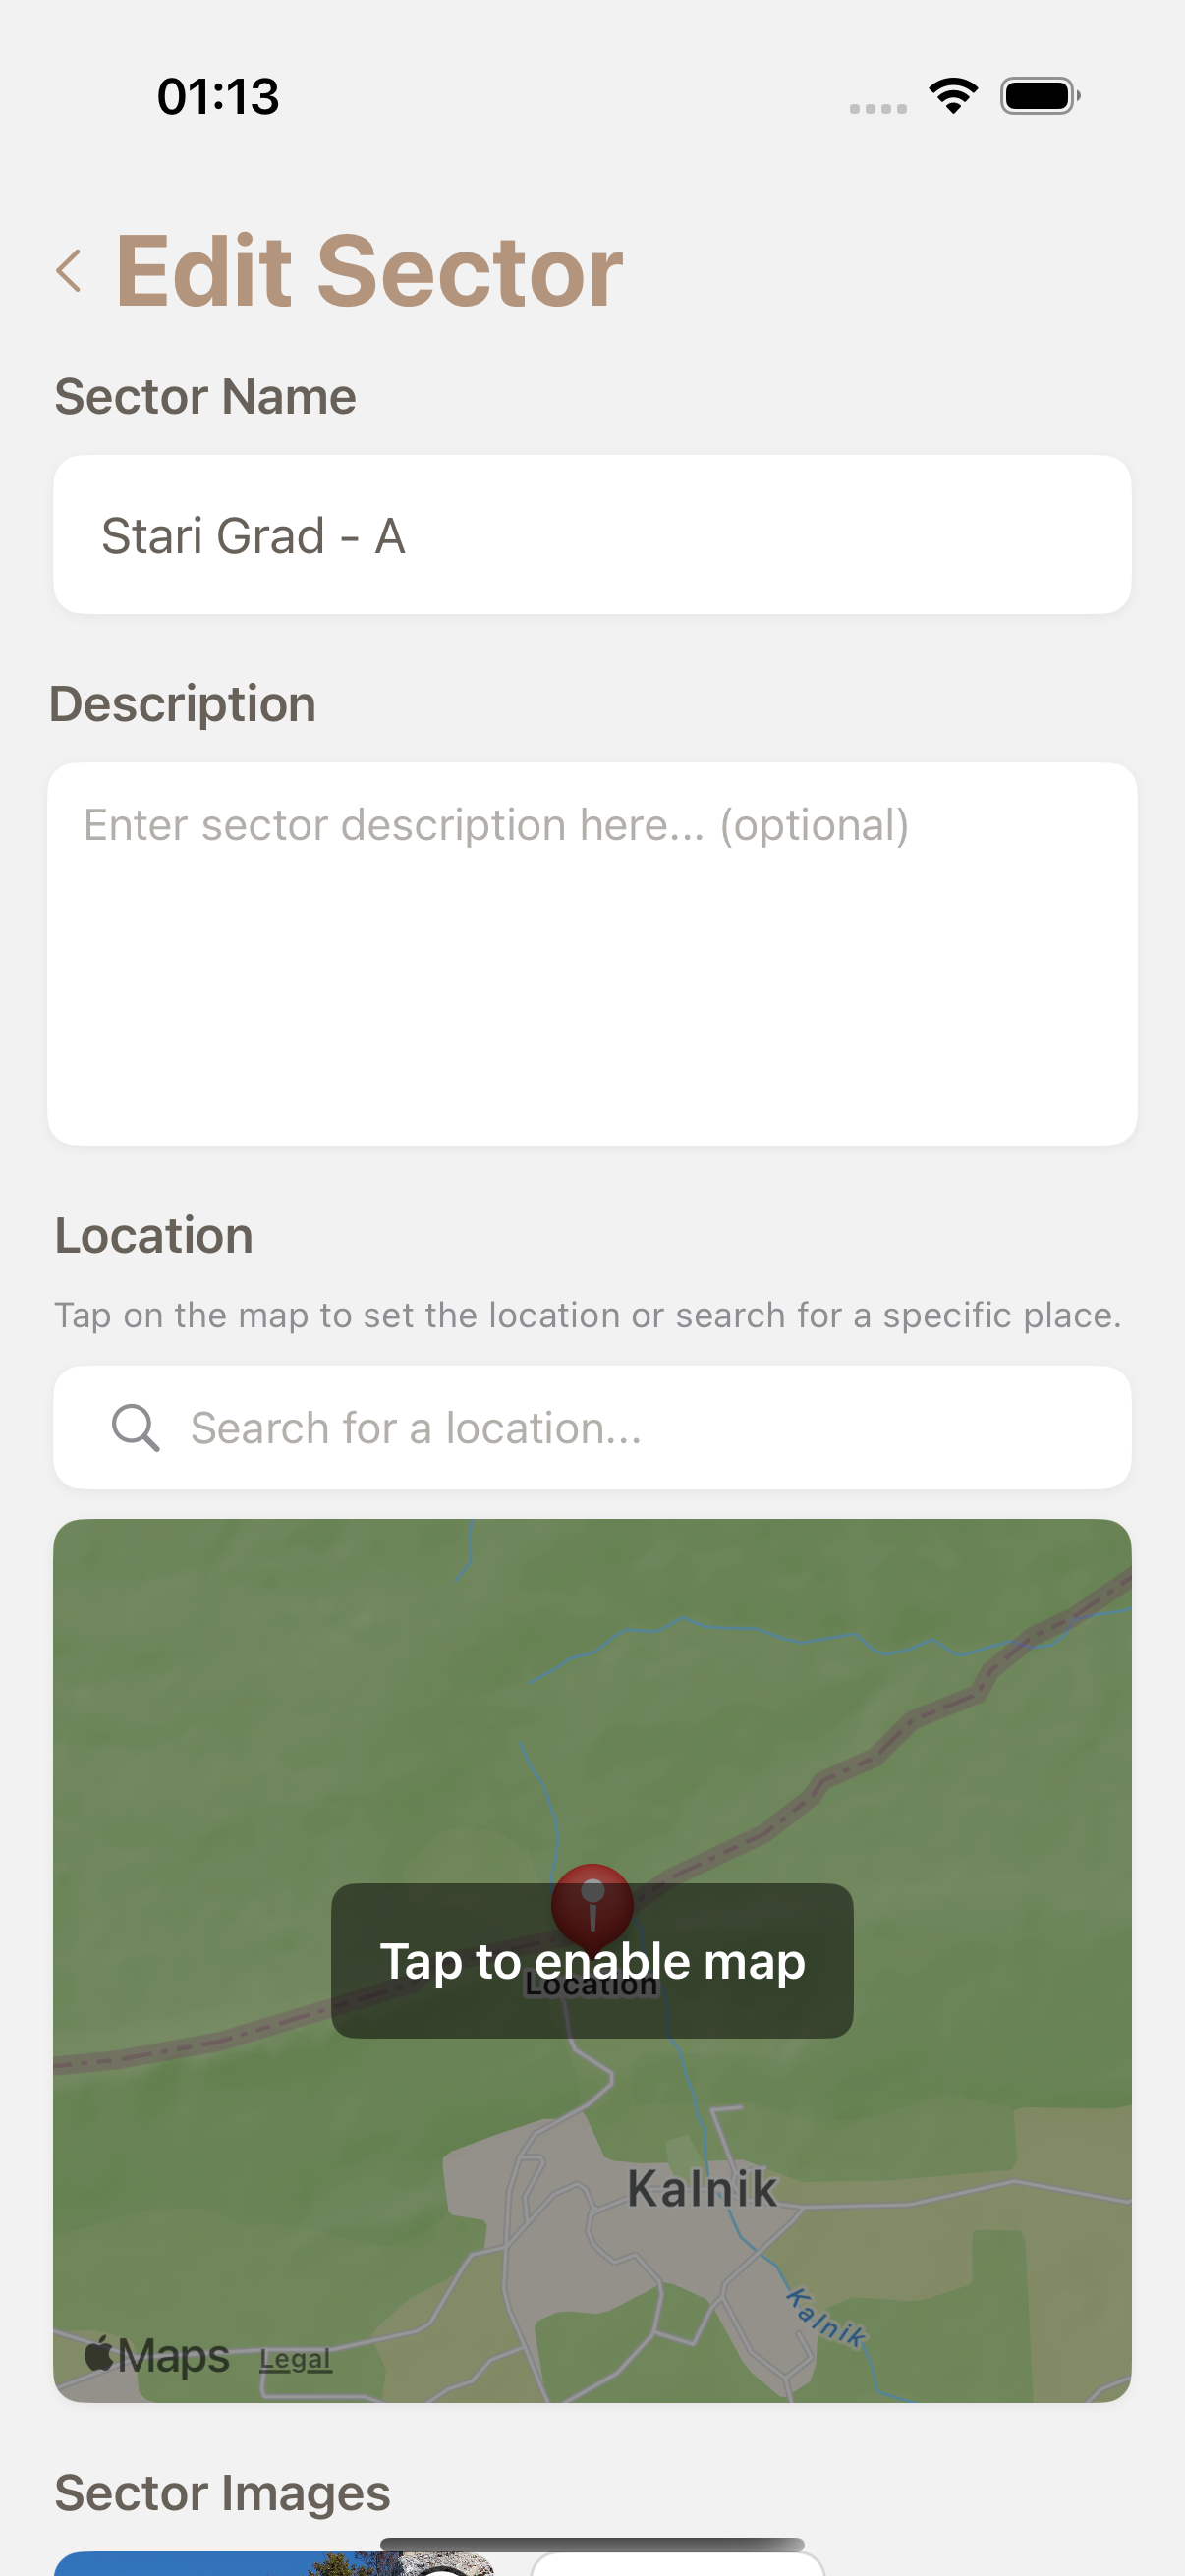 01:13
Edit Sector
Sector Name
Stari Grad - A
Description
Enter sector description here... (optional)
Location
Tap on the map to set the location or search for a specific place.
Search for a location...
Tap to enable map
Location
Kalnik
Kalnik
Maps Legal
Sector Images